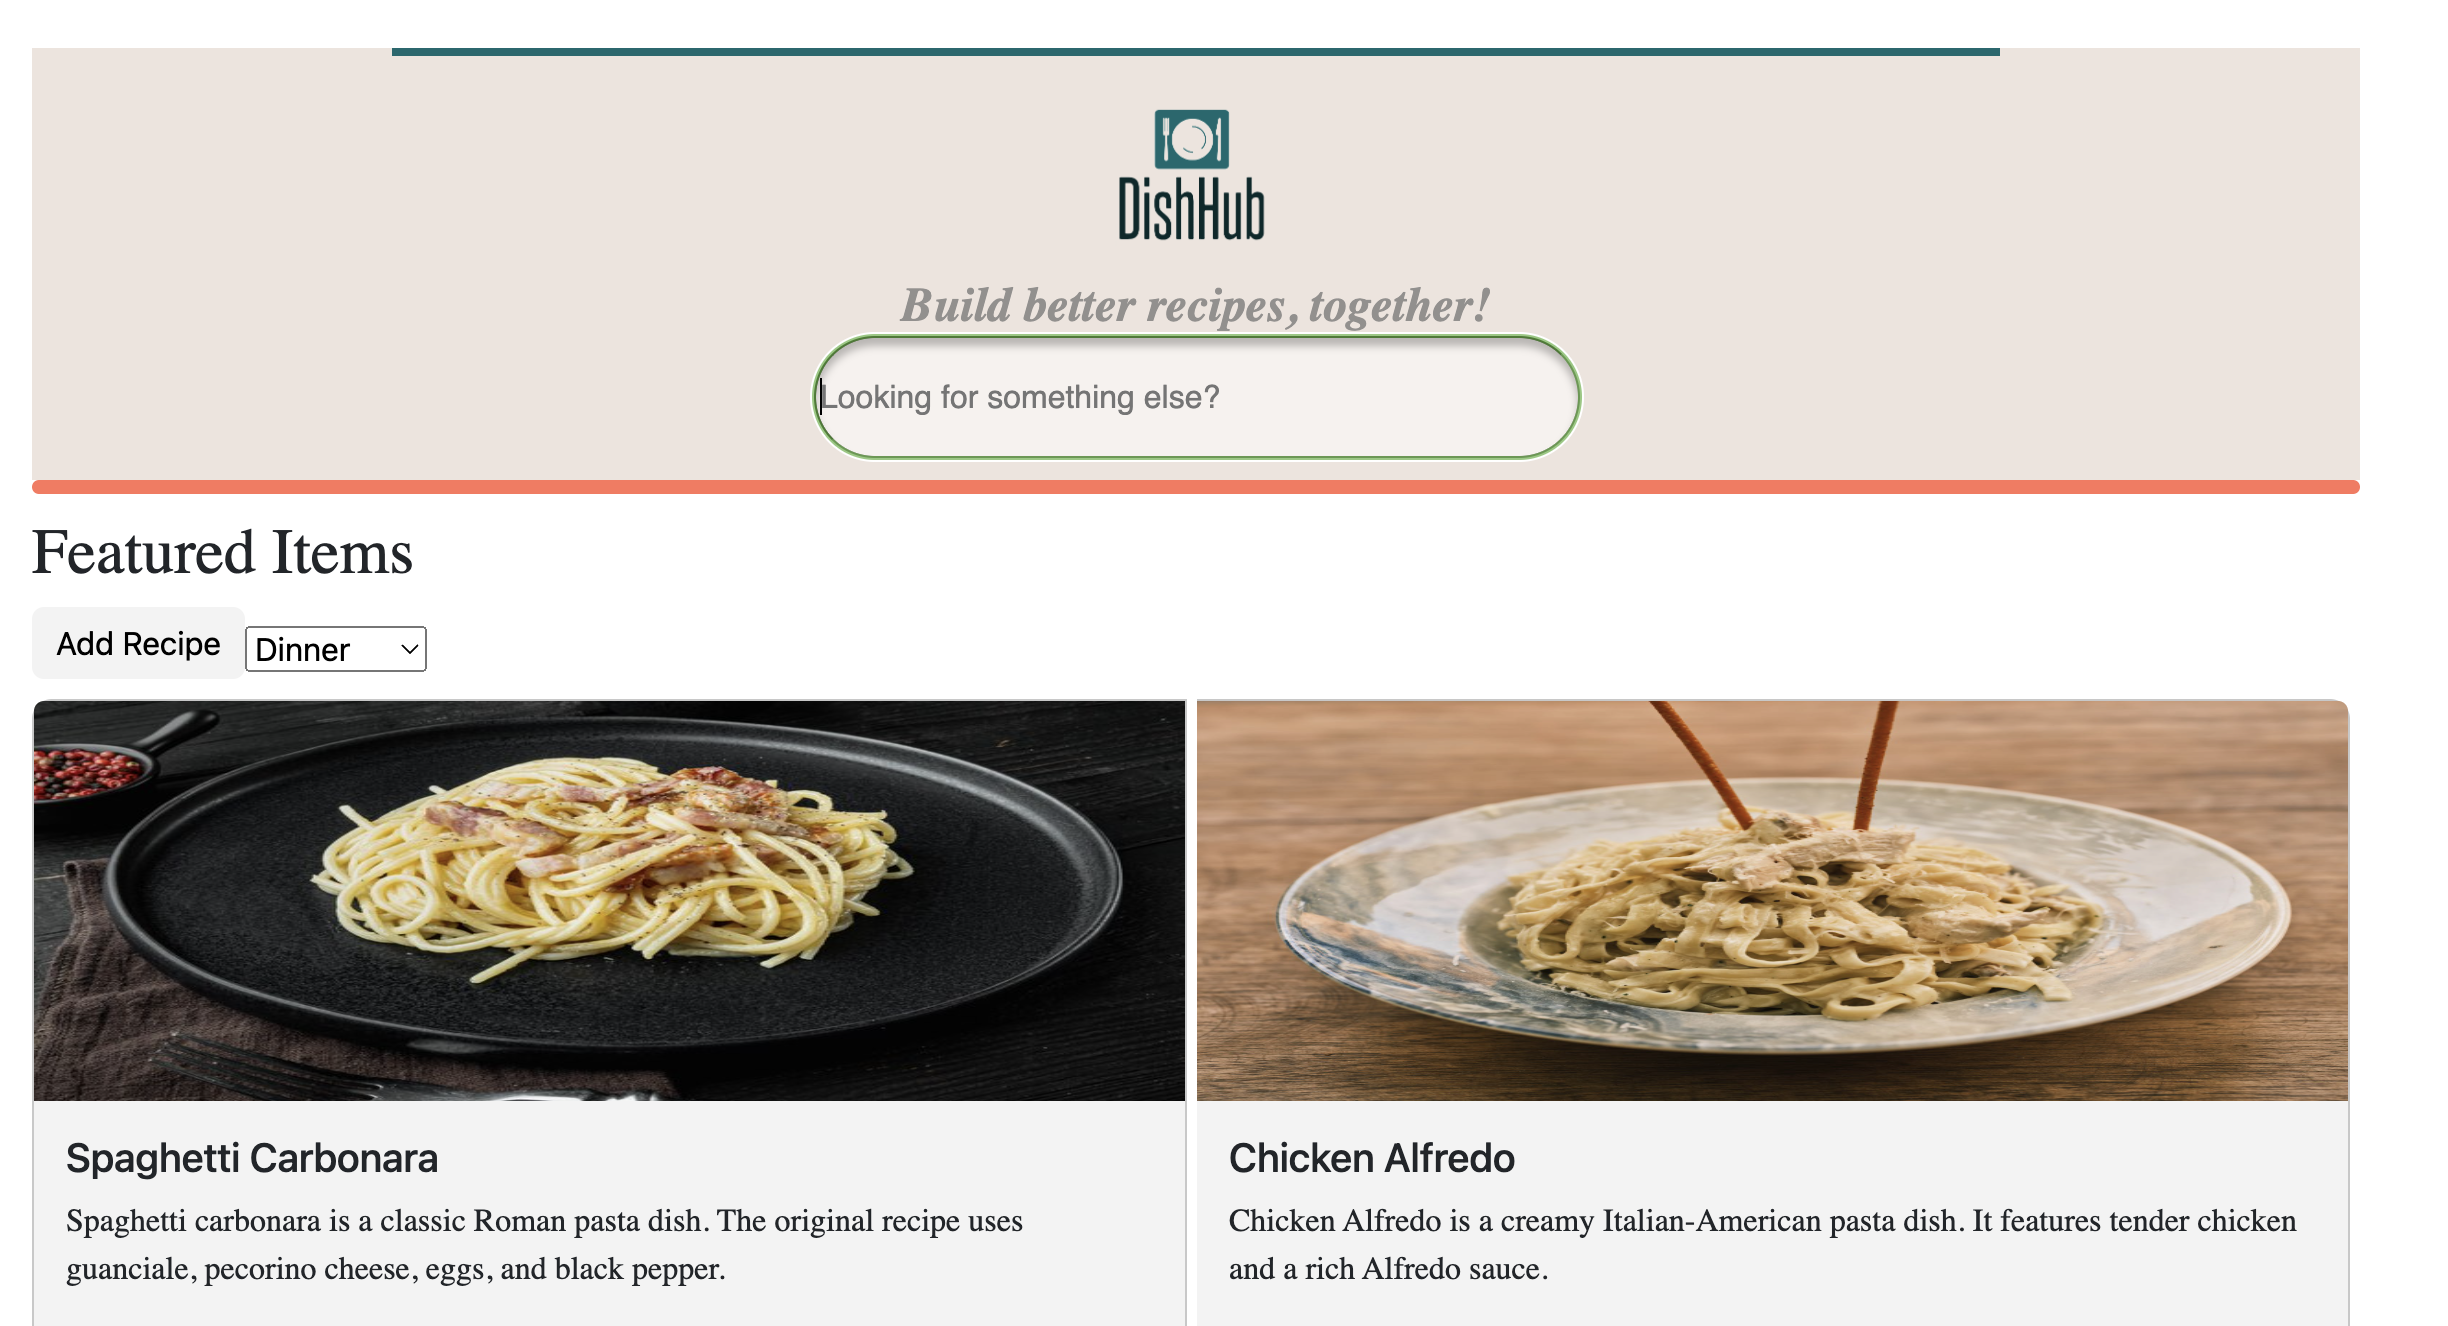 DishHub
Build better recipes, together!
Looking for something else?
Featured Items
Add Recipe
Dinner
Spaghetti Carbonara
Spaghetti carbonara is a classic Roman pasta dish. The original recipe uses
guanciale, pecorino cheese, eggs, and black pepper.
Chicken Alfredo
Chicken Alfredo is a creamy Italian-American pasta dish. It features tender chicken
and a rich Alfredo sauce.